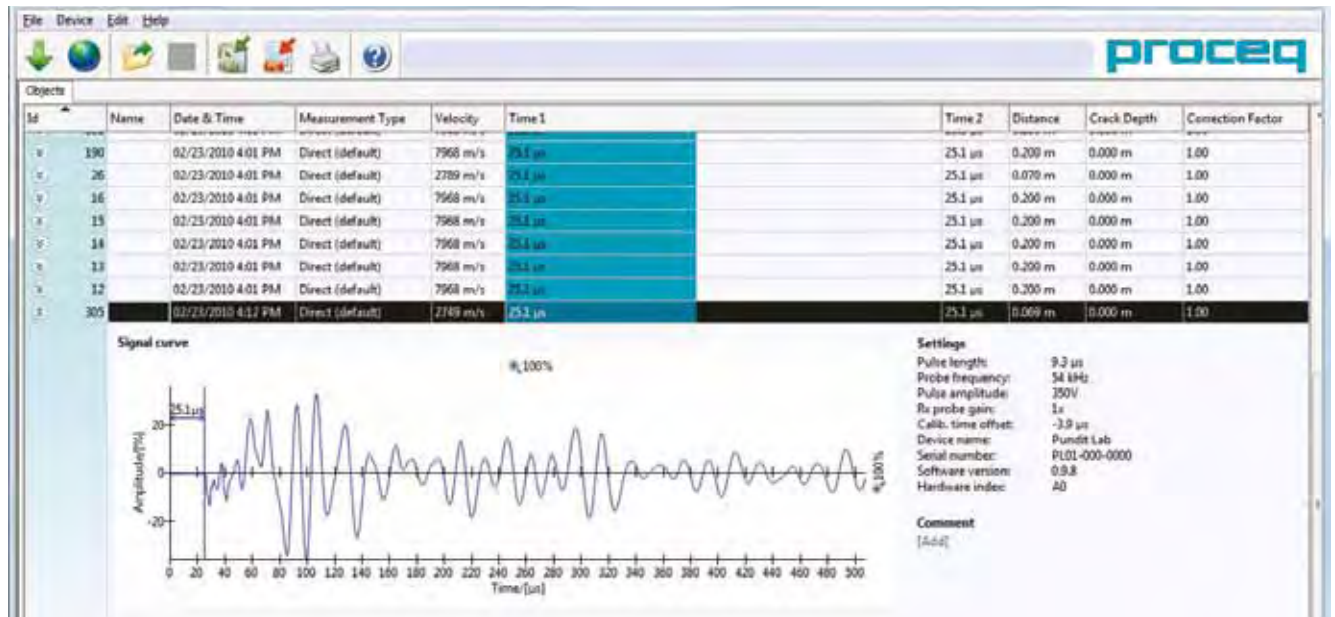 File Device Edit Help
proceq
Objects
Id Name Date & Time Measurement Type Velocity Time 1 Time 2 Distance Crack Depth Correction Factor
190 02/23/2010 4:01 PM Direct (default) 7968 m/s 25.1 µs 25.1 µs 0.200 m 0.000 m 1.00
26 02/23/2010 4:01 PM Direct (default) 2789 m/s 25.1 µs 25.1 µs 0.070 m 0.000 m 1.00
16 02/23/2010 4:01 PM Direct (default) 7968 m/s 25.1 µs 25.1 µs 0.200 m 0.000 m 1.00
15 02/23/2010 4:01 PM Direct (default) 7968 m/s 25.1 µs 25.1 µs 0.200 m 0.000 m 1.00
14 02/23/2010 4:01 PM Direct (default) 7968 m/s 25.1 µs 25.1 µs 0.200 m 0.000 m 1.00
13 02/23/2010 4:01 PM Direct (default) 7968 m/s 25.1 µs 25.1 µs 0.200 m 0.000 m 1.00
12 02/23/2010 4:01 PM Direct (default) 7968 m/s 25.1 µs 25.1 µs 0.200 m 0.000 m 1.00
305 02/23/2010 4:17 PM Direct (default) 2749 m/s 25.1 µs 25.1 µs 0.069 m 0.000 m 1.00
Signal curve
100%
25.1µs
20
0
-20
Amplitude/[%]
100%
0 20 40 60 80 100 120 140 160 180 200 220 240 260 280 300 320 340 360 380 400 420 440 460 480 500
Time/[µs]
Settings
Pulse length: 9.3 µs
Probe frequency: 54 kHz
Pulse amplitude: 350V
Rx probe gain: 1x
Calib. time offset: -3.9 µs
Device name: Pundit Lab
Serial number: PL01-000-0000
Software version: 0.9.8
Hardware index: A0
Comment
[Add]